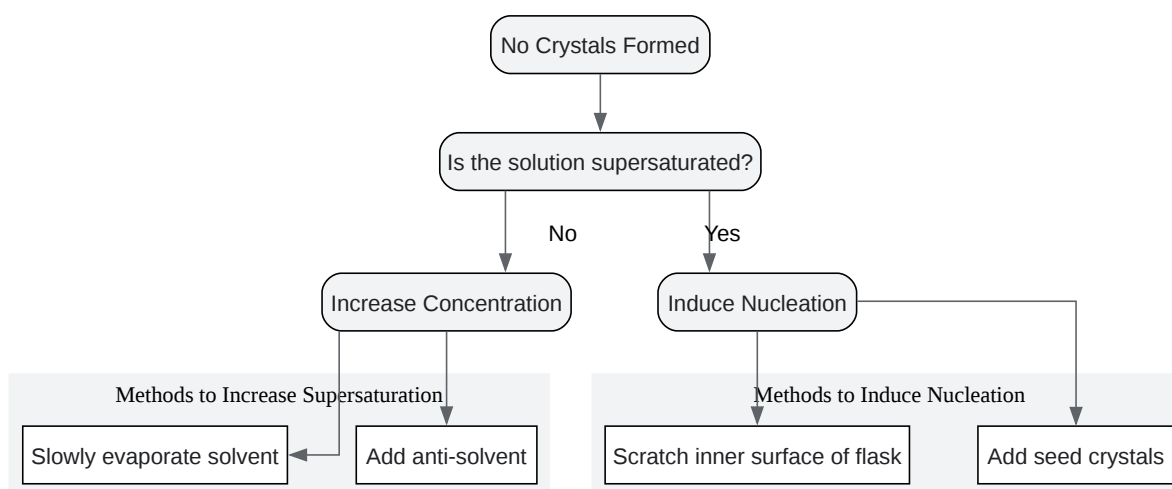 No Crystals Formed
Is the solution supersaturated?
No
Yes
Increase Concentration
Induce Nucleation
Methods to Increase Supersaturation
Methods to Induce Nucleation
Slowly evaporate solvent
Add anti-solvent
Scratch inner surface of flask
Add seed crystals